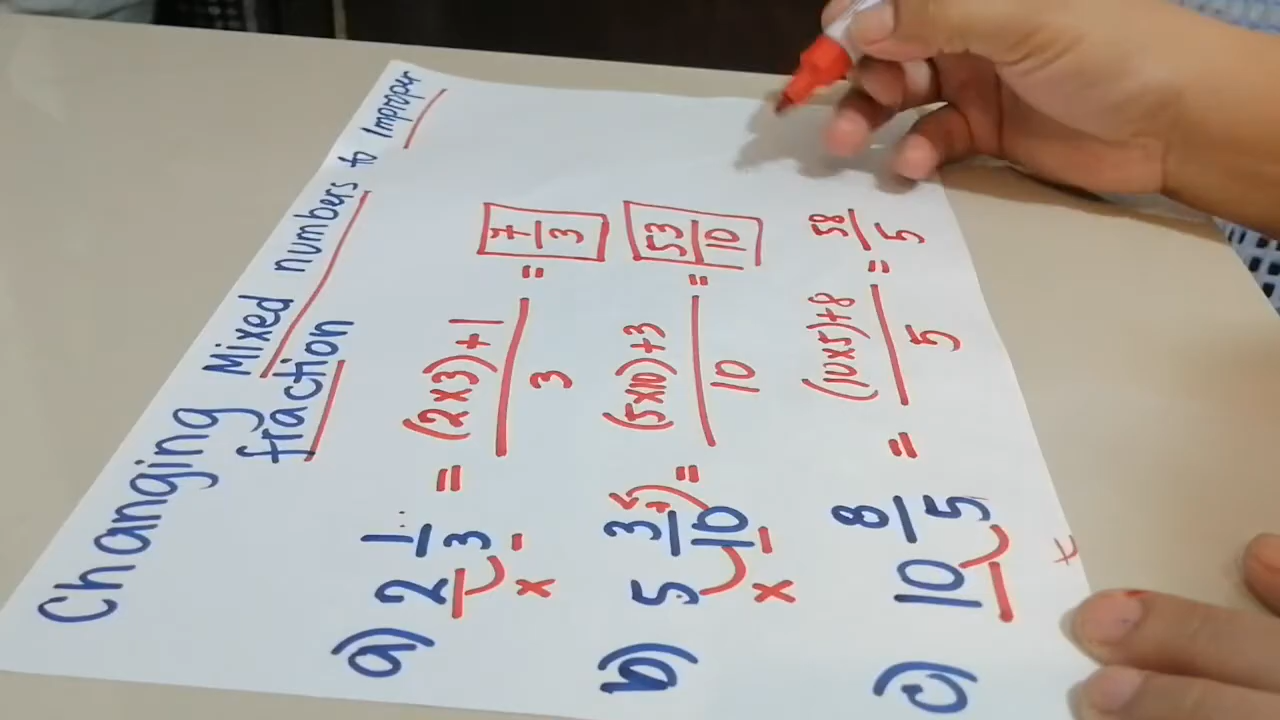 Changing Mixed numbers to Improper
fraction
a) 2 1/3 = (2x3)+1/3 = 7/3
x
b) 5 3/10 = (5x10)+3/10 = 53/10
x +
c) 10 8/5 = (10x5)+8/5 = 58/5
+